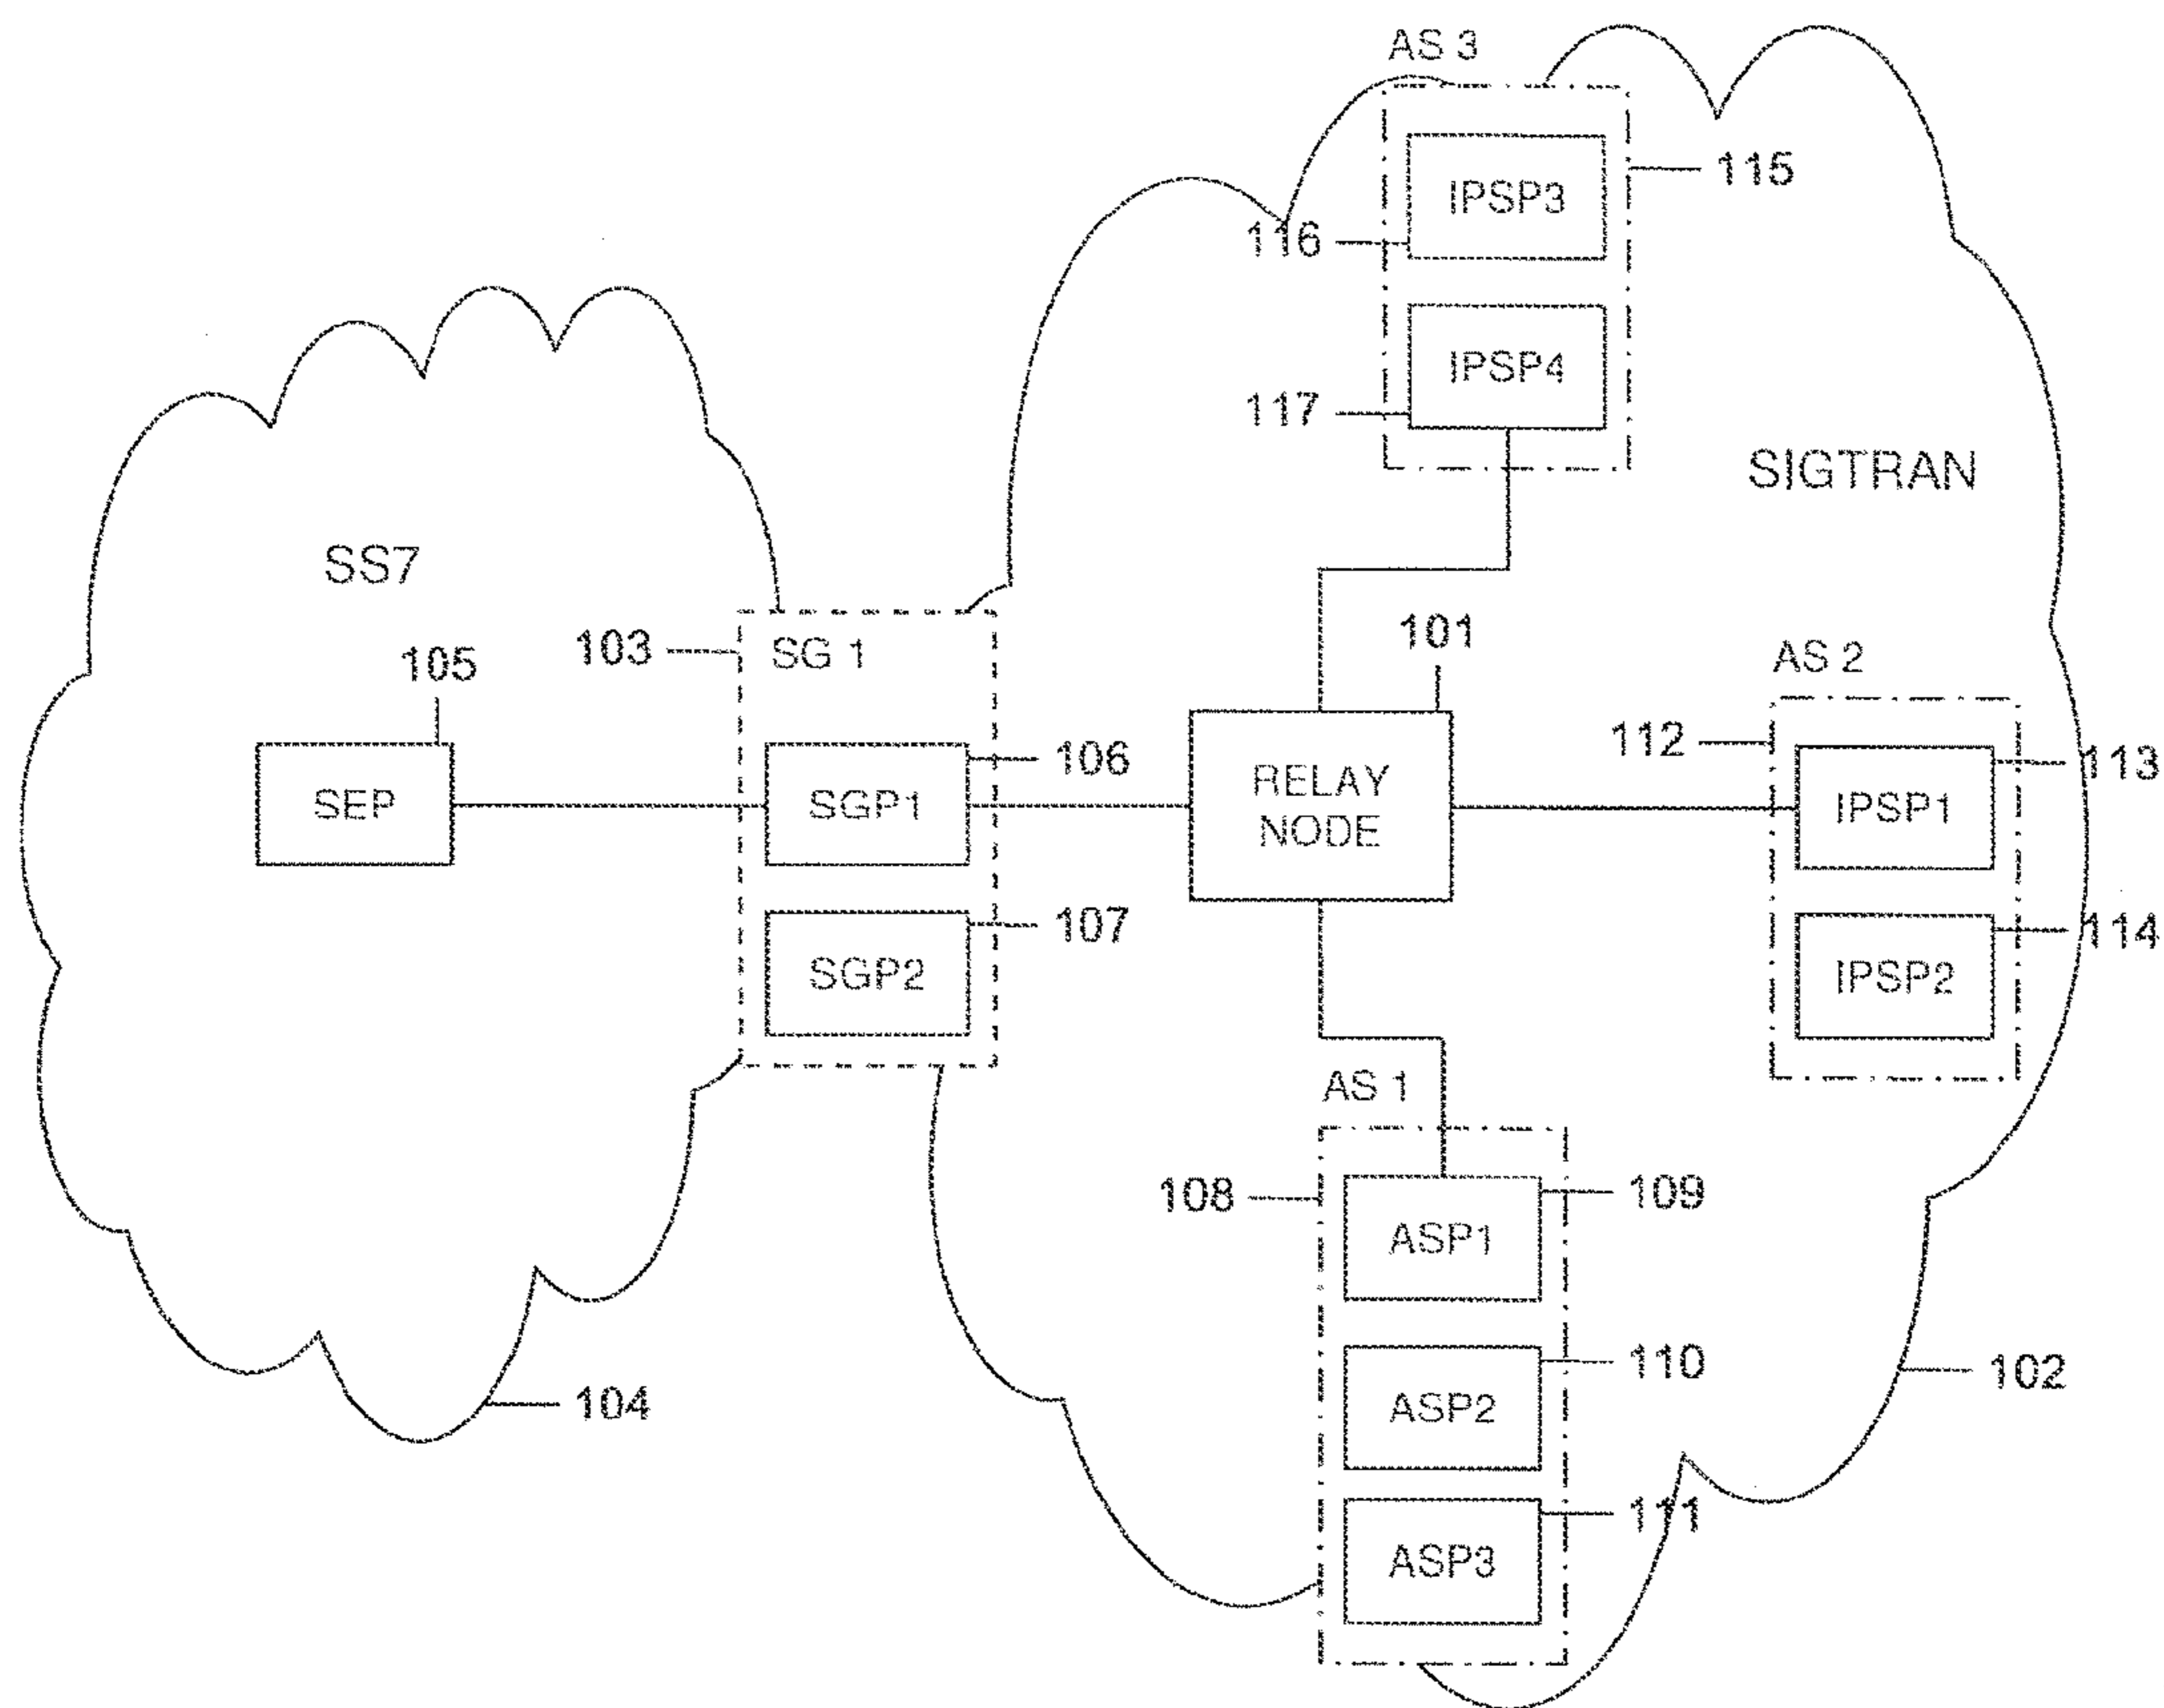 AS 3
IPSP3
115
116
IPSP4
117
SIGTRAN
SS7
101
103
SG 1
105
AS 2
112
SEP
SGP1
106
RELAY
NODE
IPSP1
113
107
SGP2
114
IPSP2
AS 1
108
109
ASP1
110
102
104
ASP2
111
ASP3